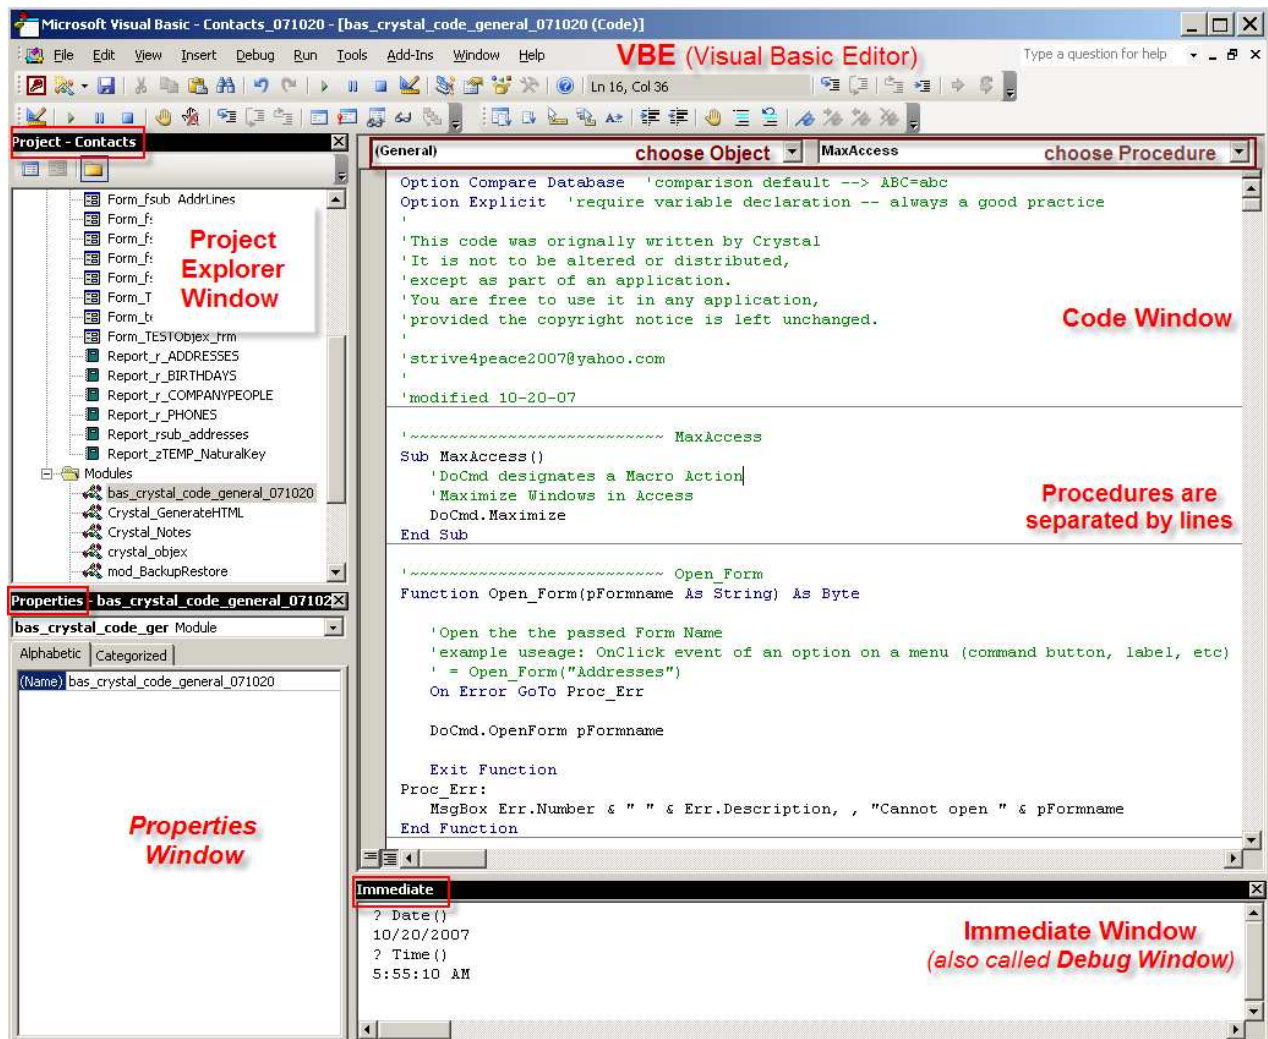 Microsoft Visual Basic - Contacts_071020 - [bas_crystal_code_general_071020 (Code)]
File Edit View Insert Debug Run Tools Add-Ins Window Help
VBE (Visual Basic Editor)
Type a question for help
Ln 16, Col 36
Project - Contacts
(General)
choose Object
MaxAccess
choose Procedure
Form_fsub_AddrLines
Form_f
Form_f
Form_f
Form_f
Form_T
Form_t
Form_TESTObjex_frm
Report_r_ADDRESSES
Report_r_BIRTHDAYS
Report_r_COMPANYPEOPLE
Report_r_PHONES
Report_rsub_addresses
Report_zTEMP_NaturalKey
Modules
bas_crystal_code_general_071020
Crystal_GenerateHTML
Crystal_Notes
crystal_objex
mod_BackupRestore
Project
Explorer
Window
Properties - bas_crystal_code_general_07102
bas_crystal_code_ger Module
Alphabetic Categorized
(Name) bas_crystal_code_general_071020
Properties
Window
Option Compare Database 'comparison default --> ABC=abc
Option Explicit 'require variable declaration -- always a good practice
'
'This code was orignally written by Crystal
'It is not to be altered or distributed,
'except as part of an application.
'You are free to use it in any application,
'provided the copyright notice is left unchanged.
'
'strive4peace2007@yahoo.com
'
'modified 10-20-07
Code Window
'~~~~~~~~~~~~~~~~~~~~~~~~~~ MaxAccess
Sub MaxAccess()
'DoCmd designates a Macro Action
'Maximize Windows in Access
DoCmd.Maximize
End Sub
Procedures are
separated by lines
'~~~~~~~~~~~~~~~~~~~~~~~~~~ Open_Form
Function Open_Form(pFormname As String) As Byte
'Open the the passed Form Name
'example useage: OnClick event of an option on a menu (command button, label, etc)
' = Open_Form("Addresses")
On Error GoTo Proc_Err
DoCmd.OpenForm pFormname
Exit Function
Proc_Err:
MsgBox Err.Number & " " & Err.Description, , "Cannot open " & pFormname
End Function
Immediate
? Date()
10/20/2007
? Time()
5:55:10 AM
Immediate Window
(also called Debug Window)